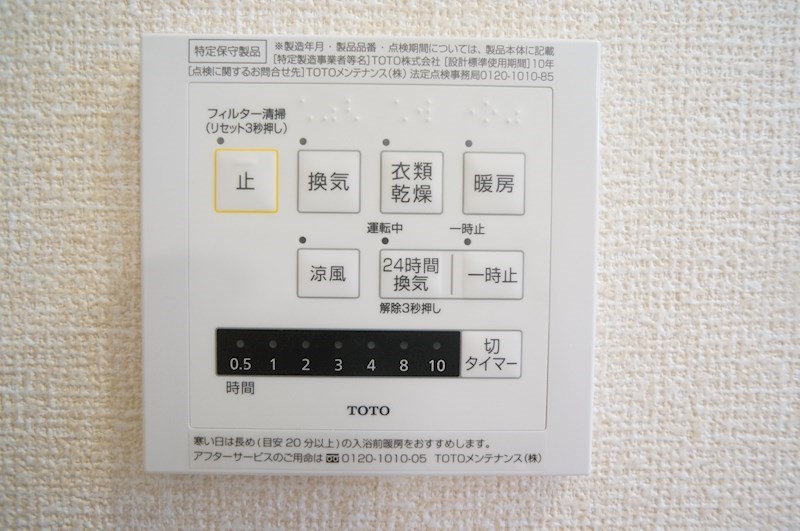 特定保守製品
※製造年月・製品品番・点検期間については、製品本体に記載
[特定製造事業者等名]TOTO株式会社 [設計標準使用期間]10年
[点検に関するお問合せ先]TOTOメンテナンス(株) 法定点検事務局0120-1010-85
フィルター清掃
(リセット3秒押し)
止
換気
衣類
乾燥
暖房
運転中
一時止
涼風
24時間
換気
一時止
解除3秒押し
0.5 1 2 3 4 8 10
切
タイマー
時間
TOTO
寒い日は長め(目安20分以上)の入浴前暖房をおすすめします。
アフターサービスのご用命は 0120-1010-05 TOTOメンテナンス(株)